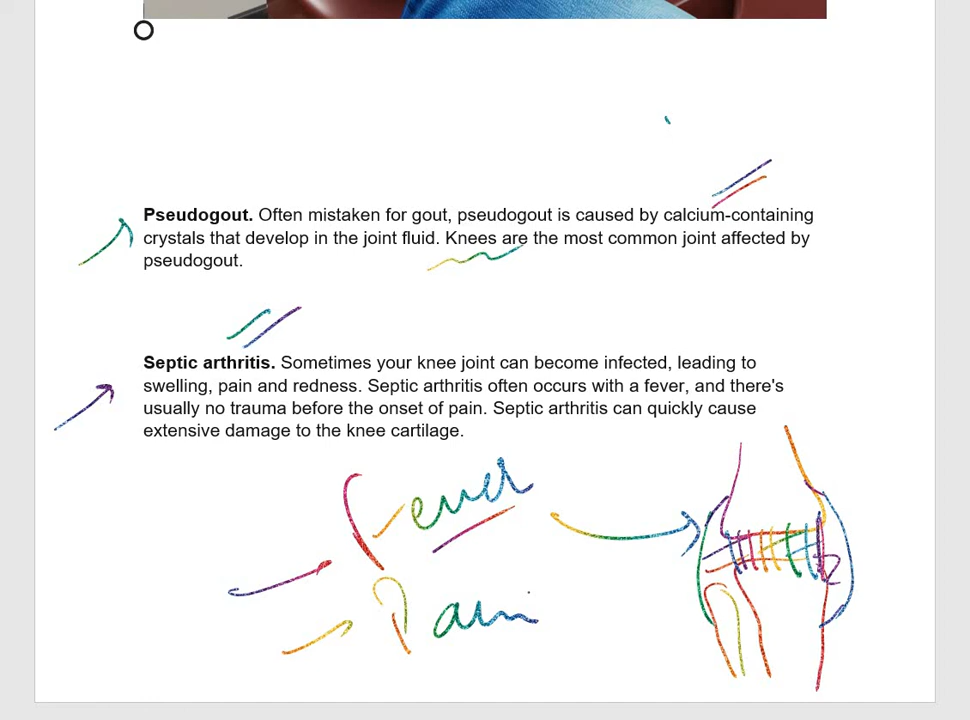 Pseudogout. Often mistaken for gout, pseudogout is caused by calcium-containing
crystals that develop in the joint fluid. Knees are the most common joint affected by
pseudogout.
Septic arthritis. Sometimes your knee joint can become infected, leading to
swelling, pain and redness. Septic arthritis often occurs with a fever, and there's
usually no trauma before the onset of pain. Septic arthritis can quickly cause
extensive damage to the knee cartilage.
Fever
Pain